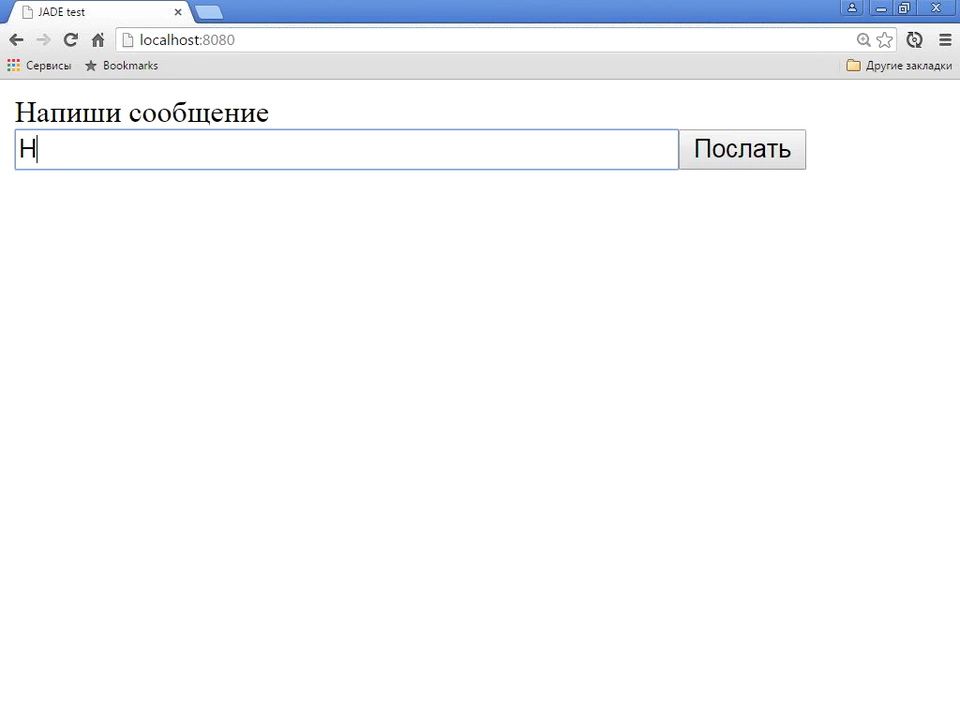 JADE test
localhost:8080
Сервисы Bookmarks Другие закладки
Напиши сообщение
Н Послать